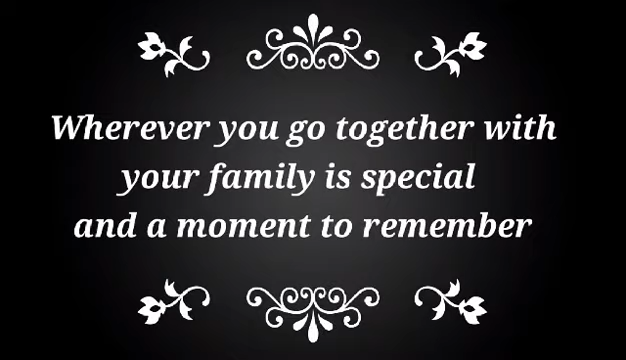 Wherever you go together with
your family is special
and a moment to remember